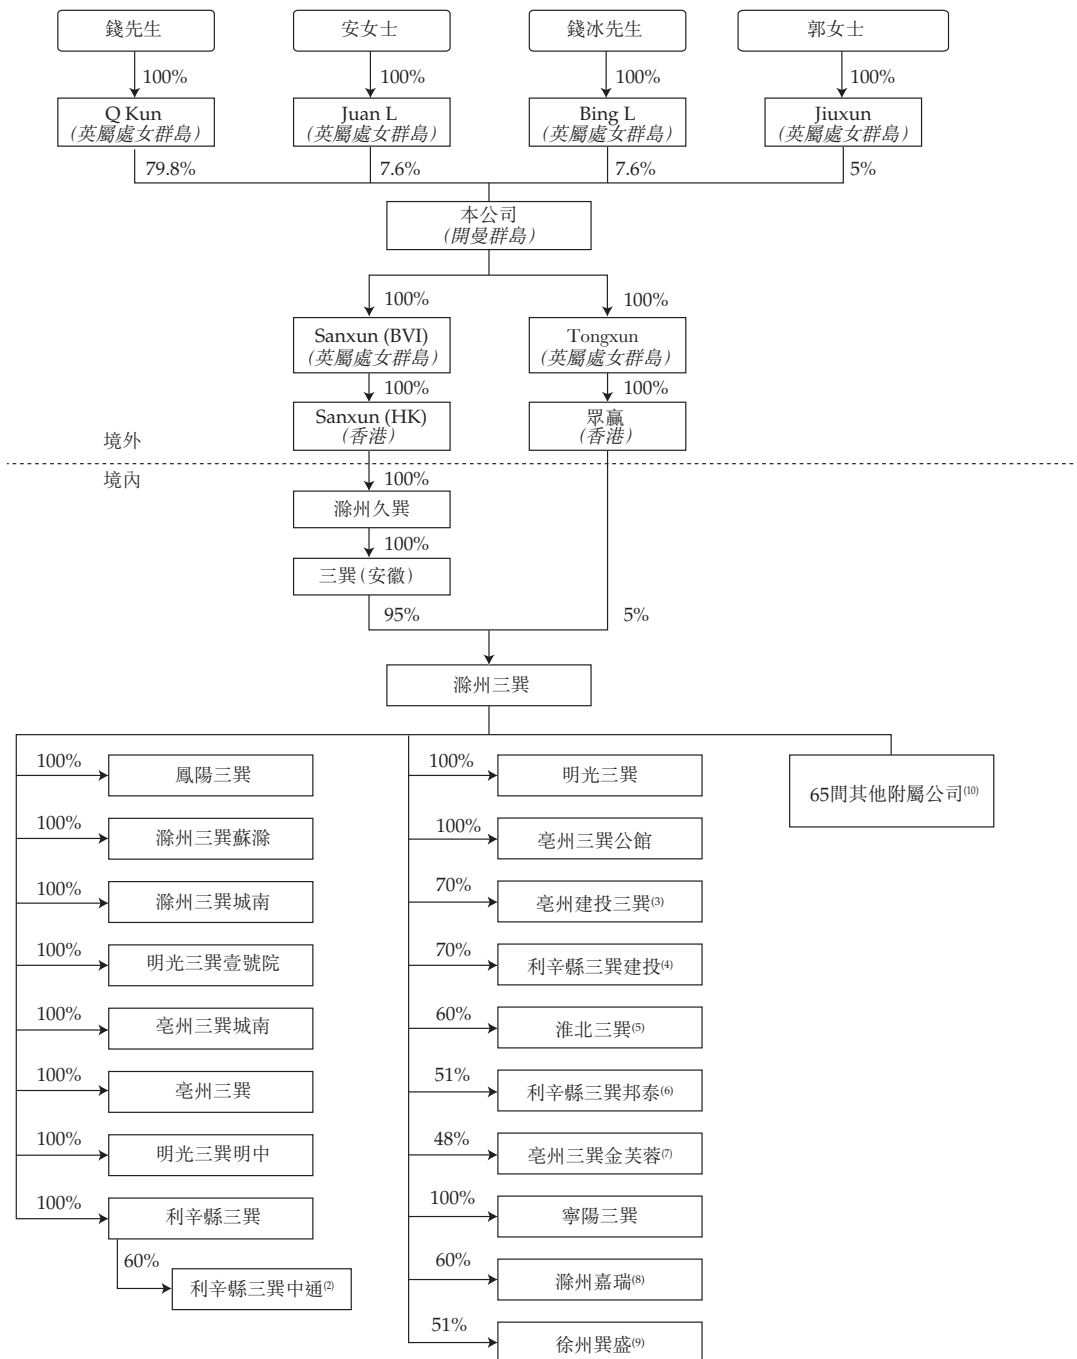 錢先生
安女士
錢冰先生
郭女士
100%
100%
100%
100%
Q Kun
(英屬處女群島)
Juan L
(英屬處女群島)
Bing L
(英屬處女群島)
Jiuxun
(英屬處女群島)
79.8%
7.6%
7.6%
5%
本公司
(開曼群島)
100%
100%
Sanxun (BVI)
(英屬處女群島)
Tongxun
(英屬處女群島)
100%
100%
Sanxun (HK)
(香港)
眾贏
(香港)
境外
境內
100%
滁州久巽
100%
三巽(安徽)
95%
5%
滁州三巽
100%
鳳陽三巽
100%
滁州三巽蘇滁
100%
滁州三巽城南
100%
明光三巽壹號院
100%
亳州三巽城南
100%
亳州三巽
100%
明光三巽明中
100%
利辛縣三巽
60%
利辛縣三巽中通(2)
100%
明光三巽
100%
亳州三巽公館
70%
亳州建投三巽(3)
70%
利辛縣三巽建投(4)
60%
淮北三巽(5)
51%
利辛縣三巽邦泰(6)
48%
亳州三巽金芙蓉(7)
100%
寧陽三巽
60%
滁州嘉瑞(8)
51%
徐州巽盛(9)
65間其他附屬公司(10)